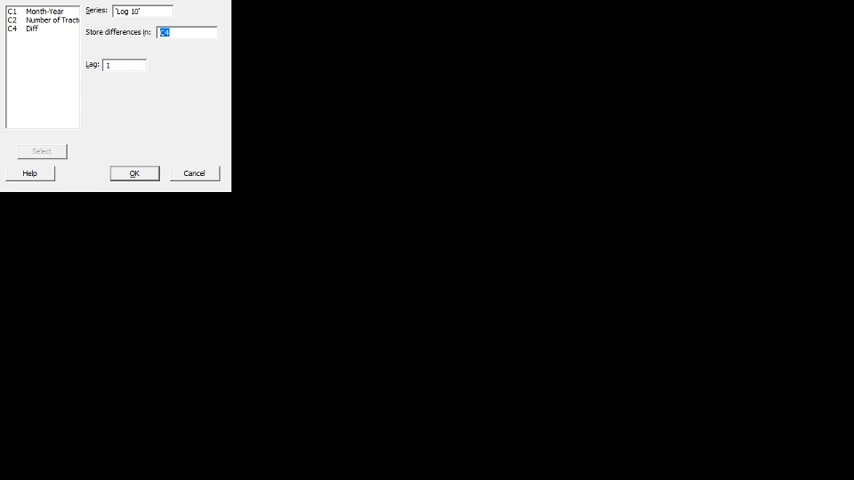 C1 Month-Year
C2 Number of Tract
C4 Diff
Series: 'Log 10'
Store differences in: C4
Lag: 1
Select
Help
OK
Cancel